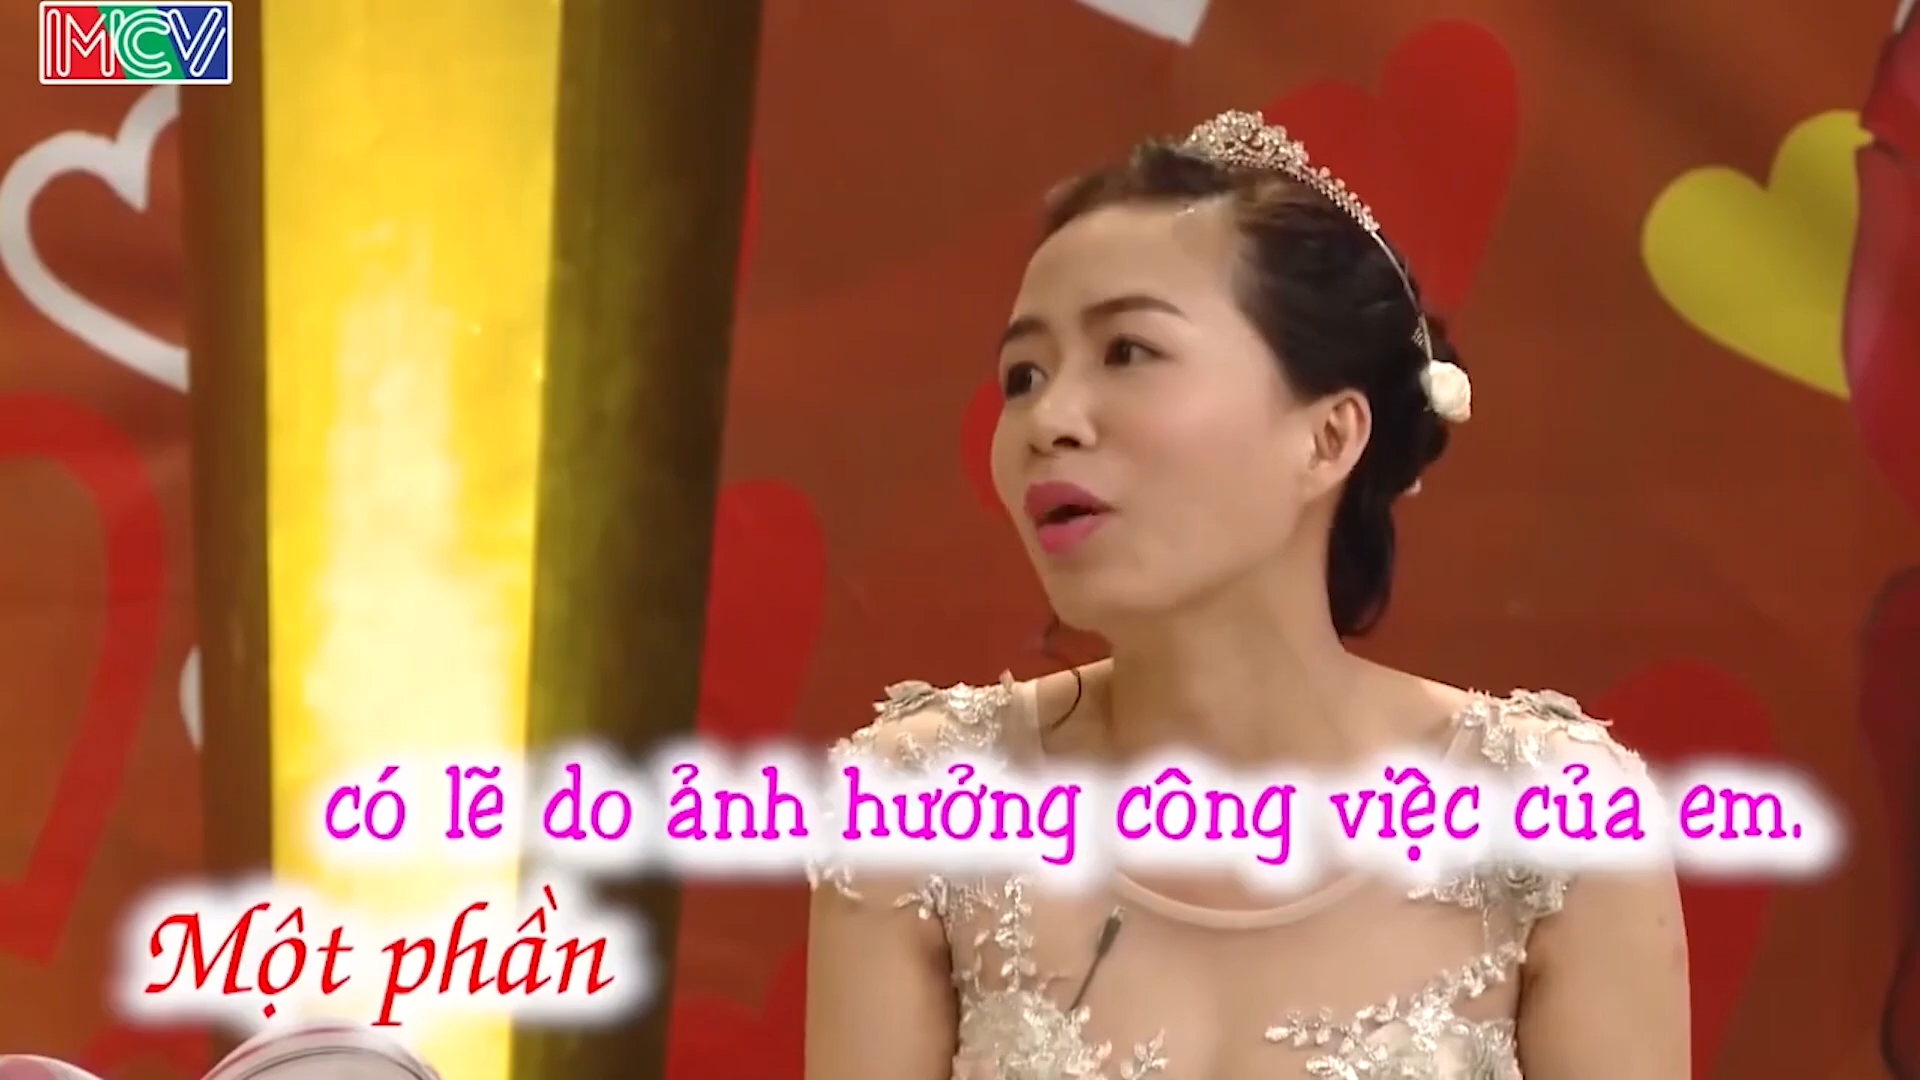 MCV
có lẽ do ảnh hưởng công việc của em.
Một phần